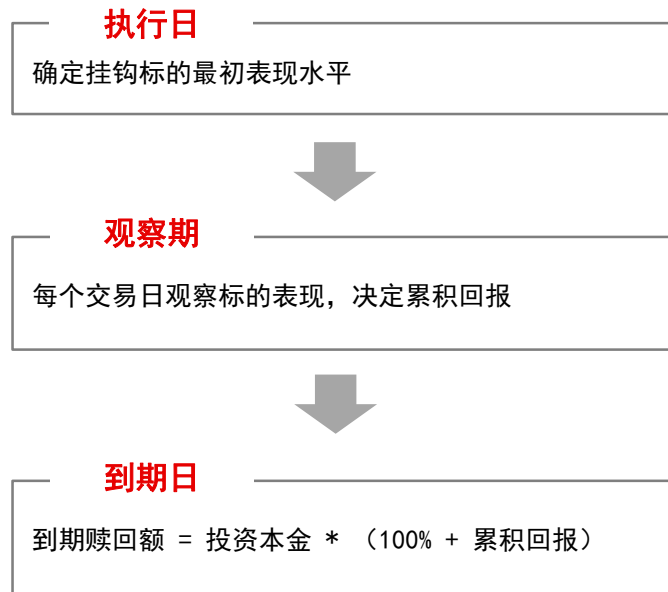 执行日
确定挂钩标的最初表现水平
观察期
每个交易日观察标的表现，决定累积回报
到期日
到期赎回额 = 投资本金 * （100% + 累积回报）